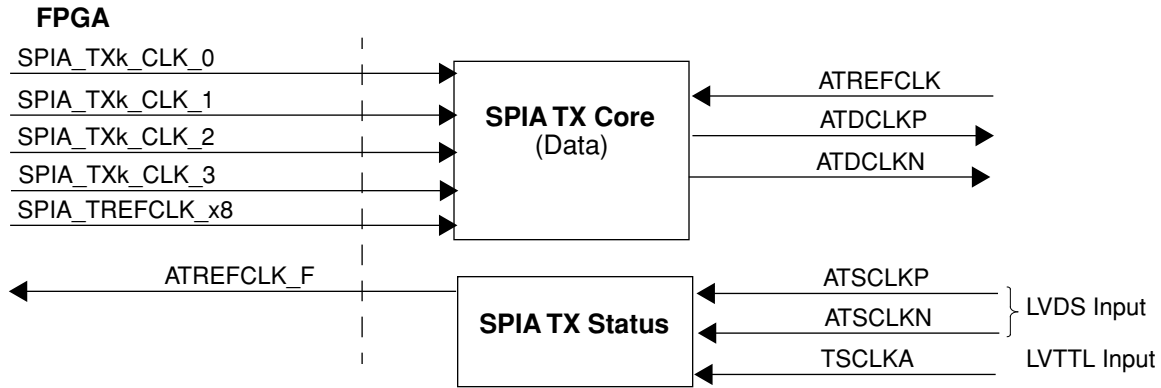 FPGA
SPIA_TXk_CLK_0
SPIA_TXk_CLK_1
SPIA_TXk_CLK_2
SPIA_TXk_CLK_3
SPIA_TREFCLK_x8
SPIA TX Core
(Data)
ATREFCLK
ATDCLKP
ATDCLKN
ATREFCLK_F
SPIA TX Status
ATSCLKP
ATSCLKN
LVDS Input
TSCLKA
LVTTL Input